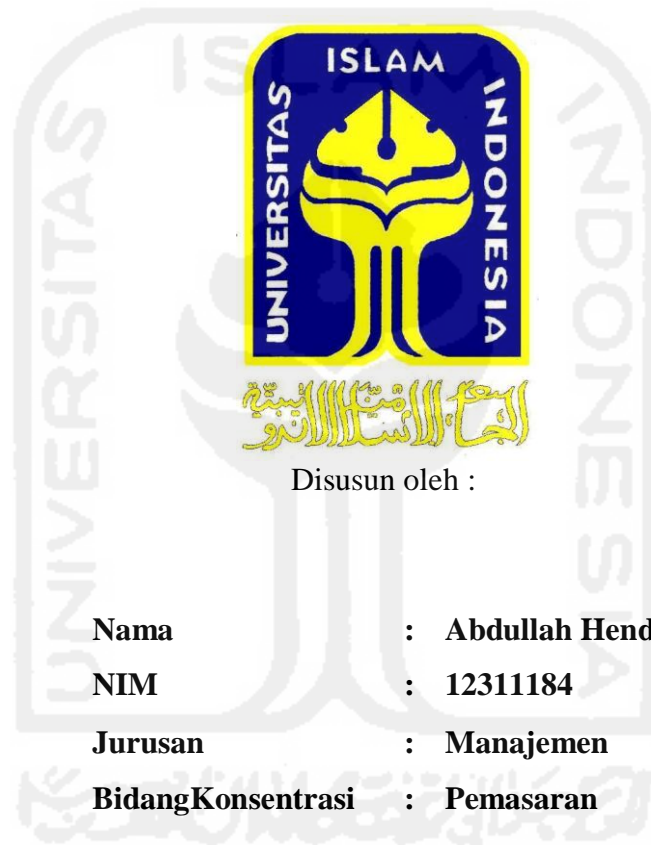 UNIVERSITAS
ISLAM
INDONESIA
Disusun oleh :
Nama : Abdullah Hend
NIM : 12311184
Jurusan : Manajemen
BidangKonsentrasi : Pemasaran